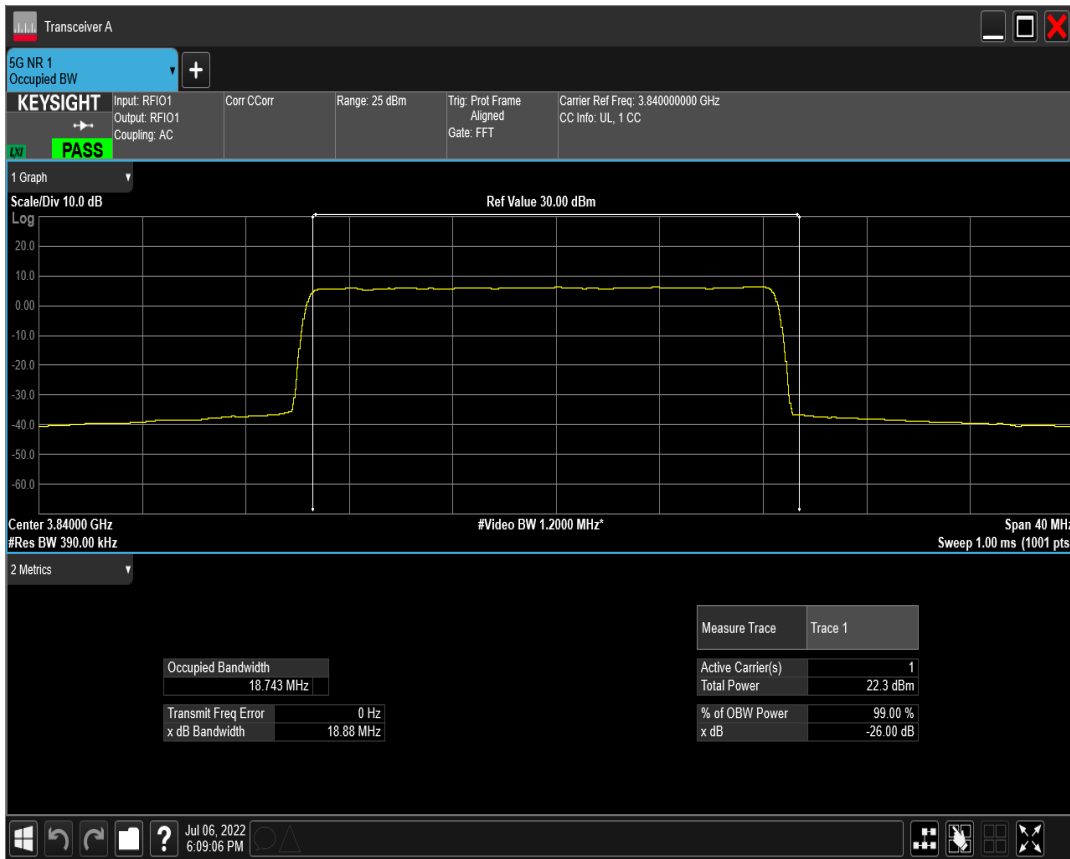 Transceiver A
5G NR 1
Occupied BW
+
KEYSIGHT
LXI
PASS
Input: RFIO1
Output: RFIO1
Coupling: AC
Corr CCorr
Range: 25 dBm
Trig: Prot Frame
Aligned
Gate: FFT
Carrier Ref Freq: 3.840000000 GHz
CC Info: UL, 1 CC
1 Graph
Scale/Div 10.0 dB
Ref Value 30.00 dBm
Log
20.0
10.0
0.00
-10.0
-20.0
-30.0
-40.0
-50.0
-60.0
Center 3.84000 GHz
#Video BW 1.2000 MHz*
Span 40 MHz
#Res BW 390.00 kHz
Sweep 1.00 ms (1001 pts
2 Metrics
Measure Trace Trace 1
Occupied Bandwidth
18.743 MHz
Active Carrier(s) 1
Total Power 22.3 dBm
Transmit Freq Error 0 Hz
x dB Bandwidth 18.88 MHz
% of OBW Power 99.00 %
x dB -26.00 dB
?
Jul 06, 2022
6:09:06 PM